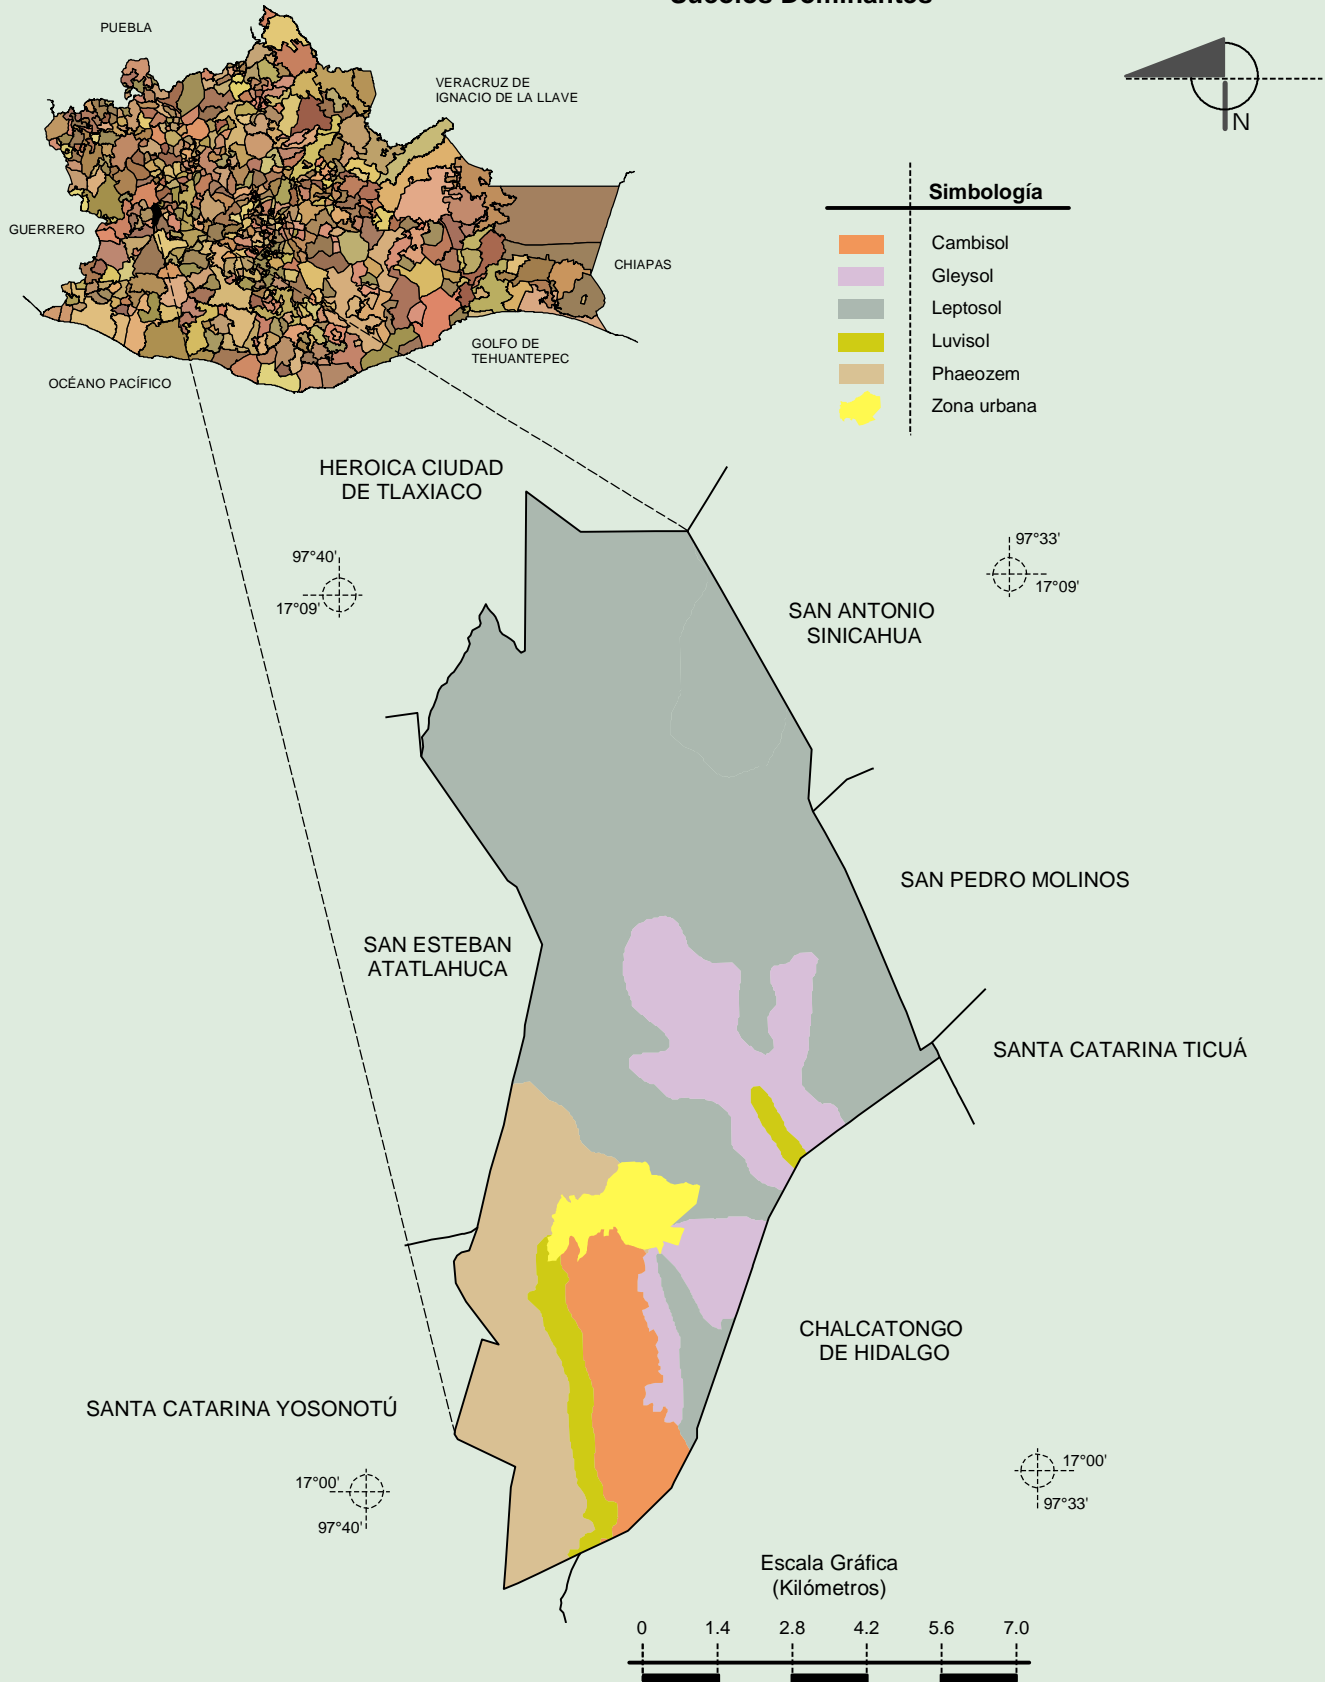 PUEBLA
VERACRUZ DE
IGNACIO DE LA LLAVE
N
GUERRERO
CHIAPAS
GOLFO DE
TEHUANTEPEC
OCÉANO PACÍFICO
Simbología
Cambisol
Gleysol
Leptosol
Luvisol
Phaeozem
Zona urbana
HEROICA CIUDAD
DE TLAXIACO
97°40'
17°09'
97°33'
17°09'
SAN ANTONIO
SINICAHUA
SAN PEDRO MOLINOS
SAN ESTEBAN
ATATLAHUCA
SANTA CATARINA TICUÁ
CHALCATONGO
DE HIDALGO
SANTA CATARINA YOSONOTÚ
17°00'
97°40'
17°00'
97°33'
Escala Gráfica
(Kilómetros)
0 1.4 2.8 4.2 5.6 7.0